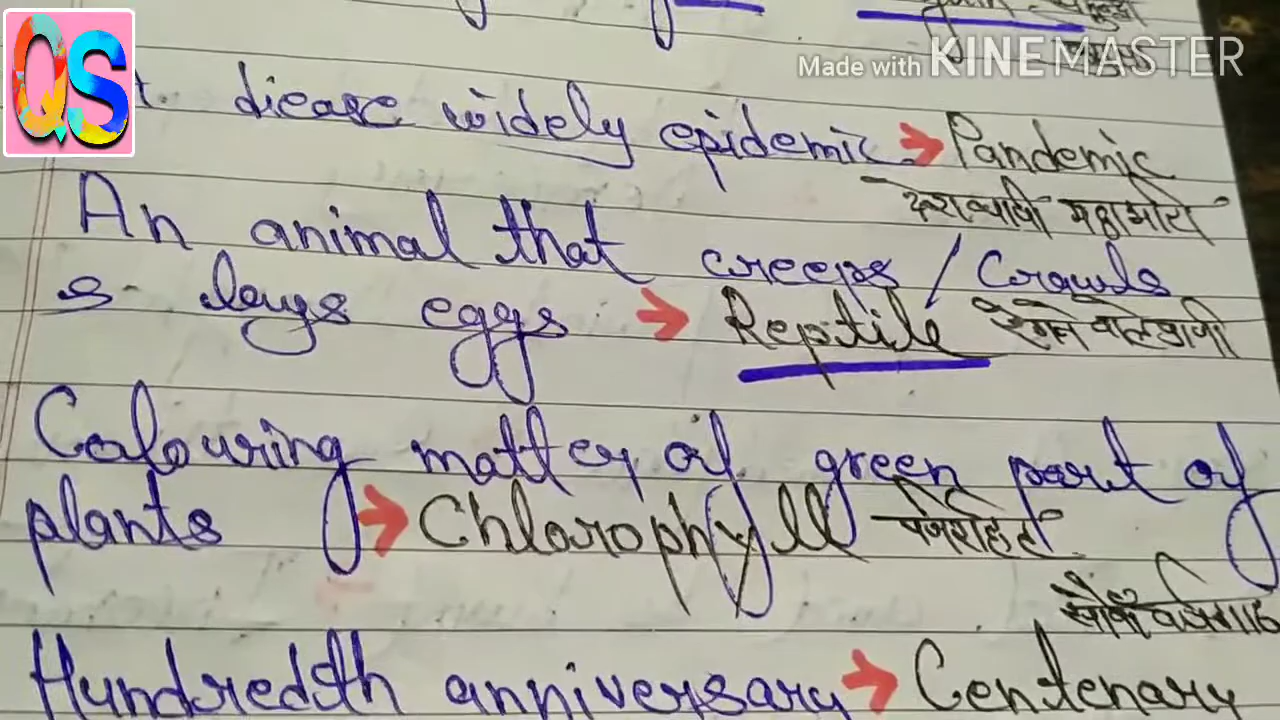 QS
Made with KINEMASTER
diease widely epidemic → Pandemic
An animal that creeps / Crawls
& lays eggs → Reptile रेंगने वाले प्राणी
Colouring matter of green part of
plants → Chlorophyll
Hundredth anniversary → Centenary